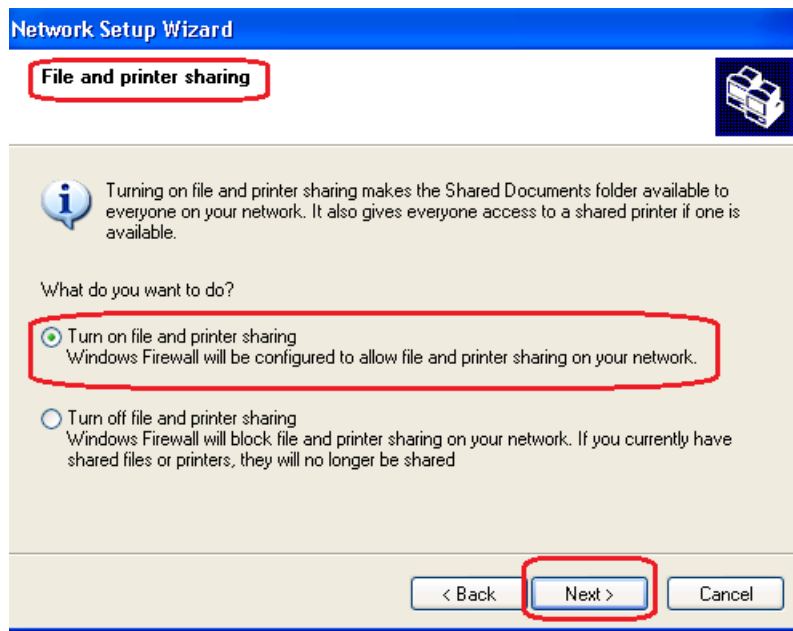 Network Setup Wizard
File and printer sharing
Turning on file and printer sharing makes the Shared Documents folder available to
everyone on your network. It also gives everyone access to a shared printer if one is
available.
What do you want to do?
Turn on file and printer sharing
Windows Firewall will be configured to allow file and printer sharing on your network.
Turn off file and printer sharing
Windows Firewall will block file and printer sharing on your network. If you currently have
shared files or printers, they will no longer be shared
< Back Next > Cancel